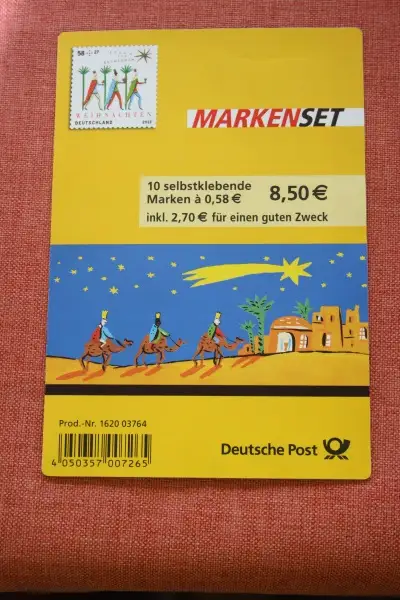 58 + 27
WEIHNACHTEN
DEUTSCHLAND
MARKENSET
10 selbstklebende
Marken à 0,58 €
8,50 €
inkl. 2,70 € für einen guten Zweck
Prod.-Nr. 1620 03764
4 050357 007265
Deutsche Post